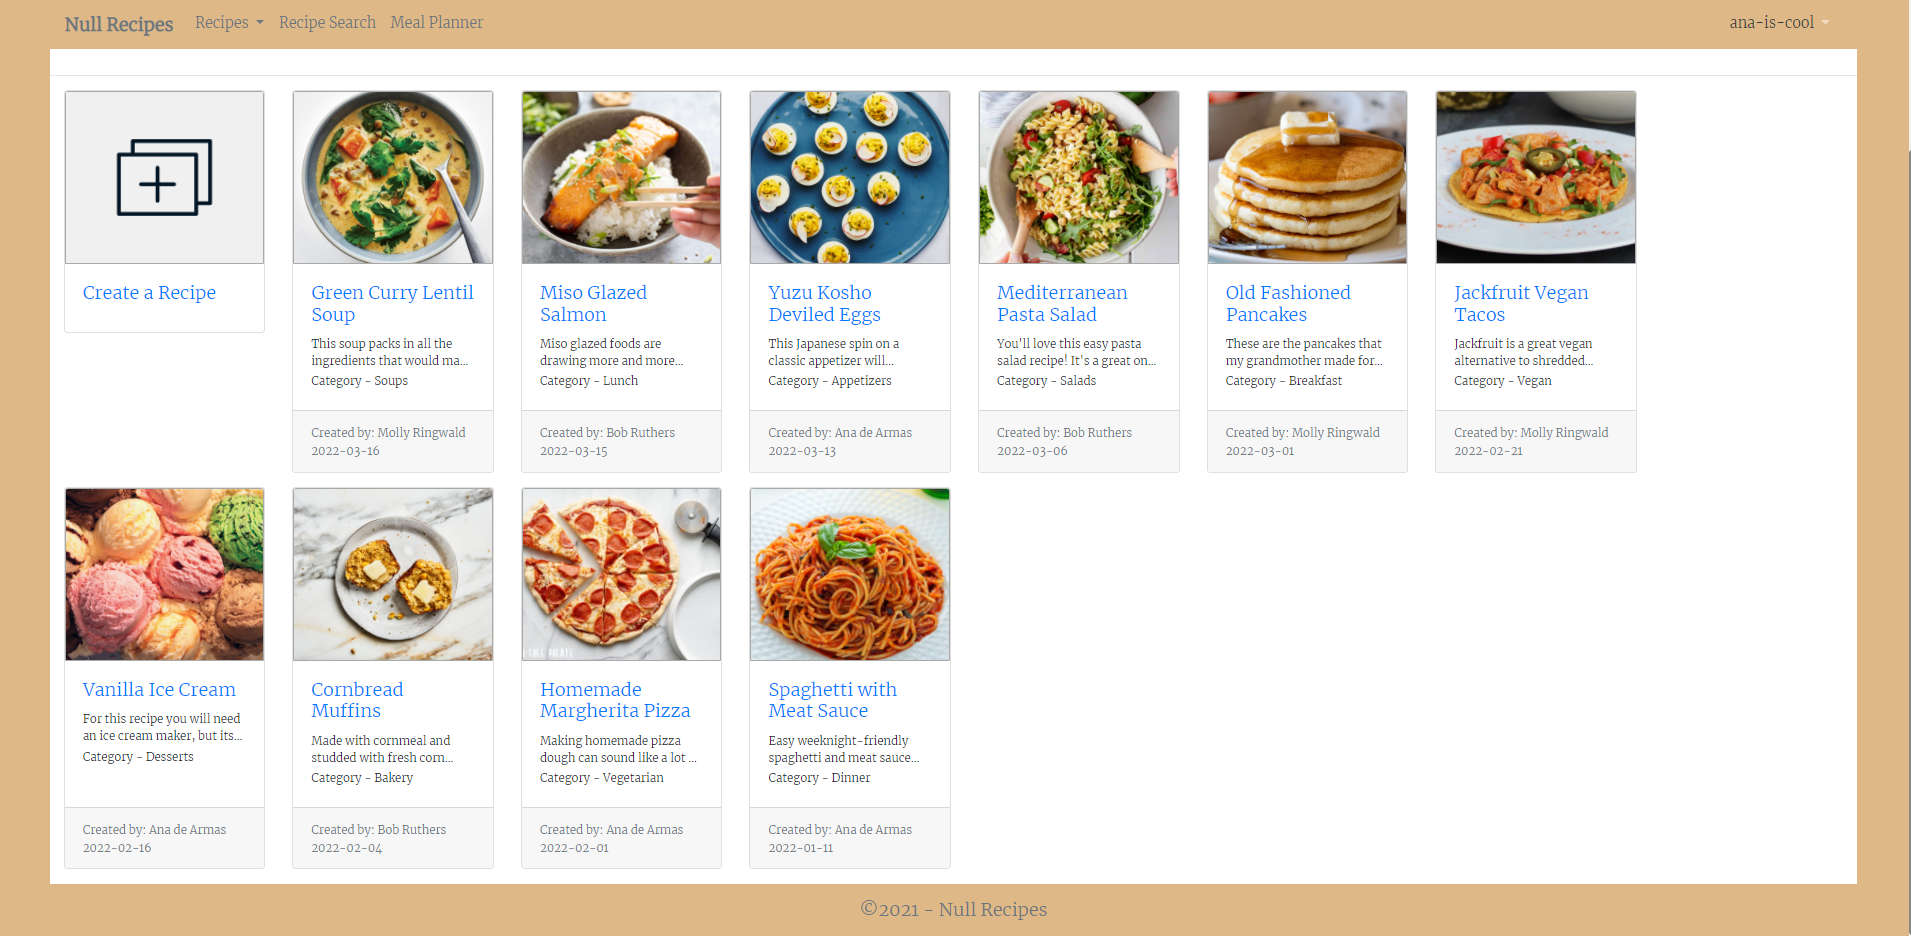 Null Recipes
Recipes
Recipe Search
Meal Planner
ana-is-cool
Create a Recipe
Green Curry Lentil
Soup
This soup packs in all the
ingredients that would ma...
Category - Soups
Created by: Molly Ringwald
2022-03-16
Miso Glazed
Salmon
Miso glazed foods are
drawing more and more...
Category - Lunch
Created by: Bob Ruthers
2022-03-15
Yuzu Kosho
Deviled Eggs
This Japanese spin on a
classic appetizer will...
Category - Appetizers
Created by: Ana de Armas
2022-03-13
Mediterranean
Pasta Salad
You'll love this easy pasta
salad recipe! It's a great on...
Category - Salads
Created by: Bob Ruthers
2022-03-06
Old Fashioned
Pancakes
These are the pancakes that
my grandmother made for...
Category - Breakfast
Created by: Molly Ringwald
2022-03-01
Jackfruit Vegan
Tacos
Jackfruit is a great vegan
alternative to shredded...
Category - Vegan
Created by: Molly Ringwald
2022-02-21
Vanilla Ice Cream
For this recipe you will need
an ice cream maker, but its...
Category - Desserts
Created by: Ana de Armas
2022-02-16
Cornbread
Muffins
Made with cornmeal and
studded with fresh corn...
Category - Bakery
Created by: Bob Ruthers
2022-02-04
Homemade
Margherita Pizza
Making homemade pizza
dough can sound like a lot ...
Category - Vegetarian
Created by: Ana de Armas
2022-02-01
Spaghetti with
Meat Sauce
Easy weeknight-friendly
spaghetti and meat sauce...
Category - Dinner
Created by: Ana de Armas
2022-01-11
©2021 - Null Recipes